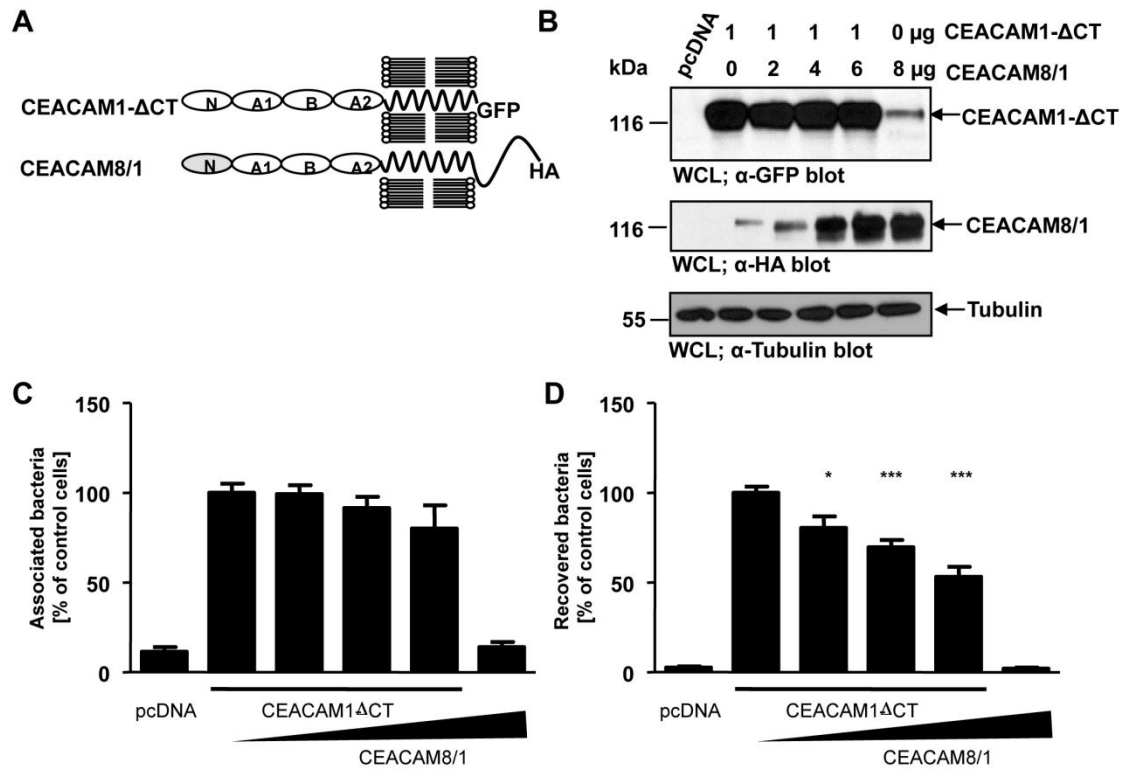 A
CEACAM1-ΔCT N A1 B A2 GFP
CEACAM8/1 N A1 B A2 HA
B
pcDNA 1 1 1 1 0 µg CEACAM1-ΔCT
kDa 0 2 4 6 8 µg CEACAM8/1
116 CEACAM1-ΔCT
WCL; α-GFP blot
116 CEACAM8/1
WCL; α-HA blot
55 Tubulin
WCL; α-Tubulin blot
C
Associated bacteria
[% of control cells]
150
100
50
0
pcDNA CEACAM1ΔCT
CEACAM8/1
D
Recovered bacteria
[% of control cells]
150
100
50
0
* *** ***
pcDNA CEACAM1ΔCT
CEACAM8/1